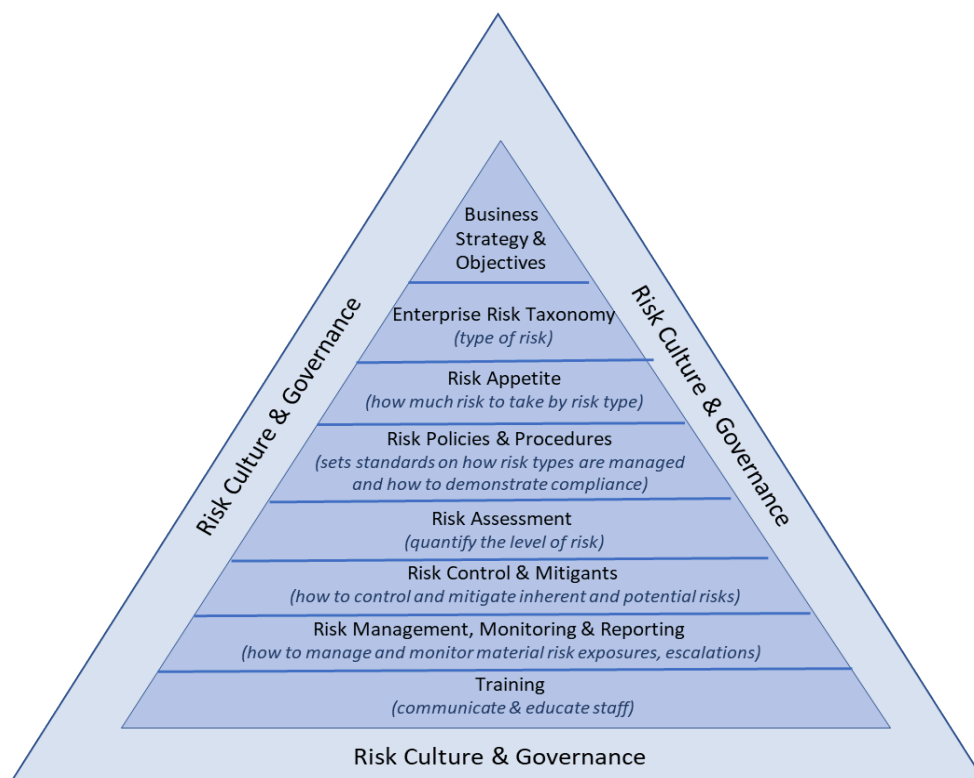 Business
Strategy &
Objectives
Enterprise Risk Taxonomy
(type of risk)
Risk Appetite
(how much risk to take by risk type)
Risk Policies & Procedures
(sets standards on how risk types are managed
and how to demonstrate compliance)
Risk Assessment
(quantify the level of risk)
Risk Control & Mitigants
(how to control and mitigate inherent and potential risks)
Risk Management, Monitoring & Reporting
(how to manage and monitor material risk exposures, escalations)
Training
(communicate & educate staff)
Risk Culture & Governance
Risk Culture & Governance
Risk Culture & Governance